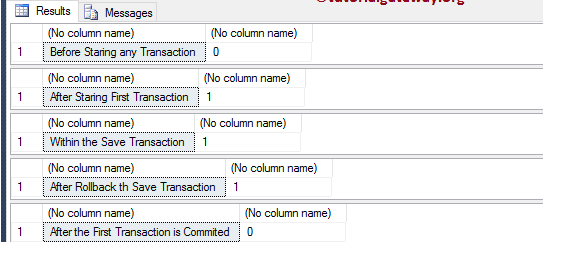 @tutorialgateway.org
Results Messages
(No column name) (No column name)
1 Before Staring any Transaction 0
(No column name) (No column name)
1 After Staring First Transaction 1
(No column name) (No column name)
1 Within the Save Transaction 1
(No column name) (No column name)
1 After Rollback th Save Transaction 1
(No column name) (No column name)
1 After the First Transaction is Commited 0